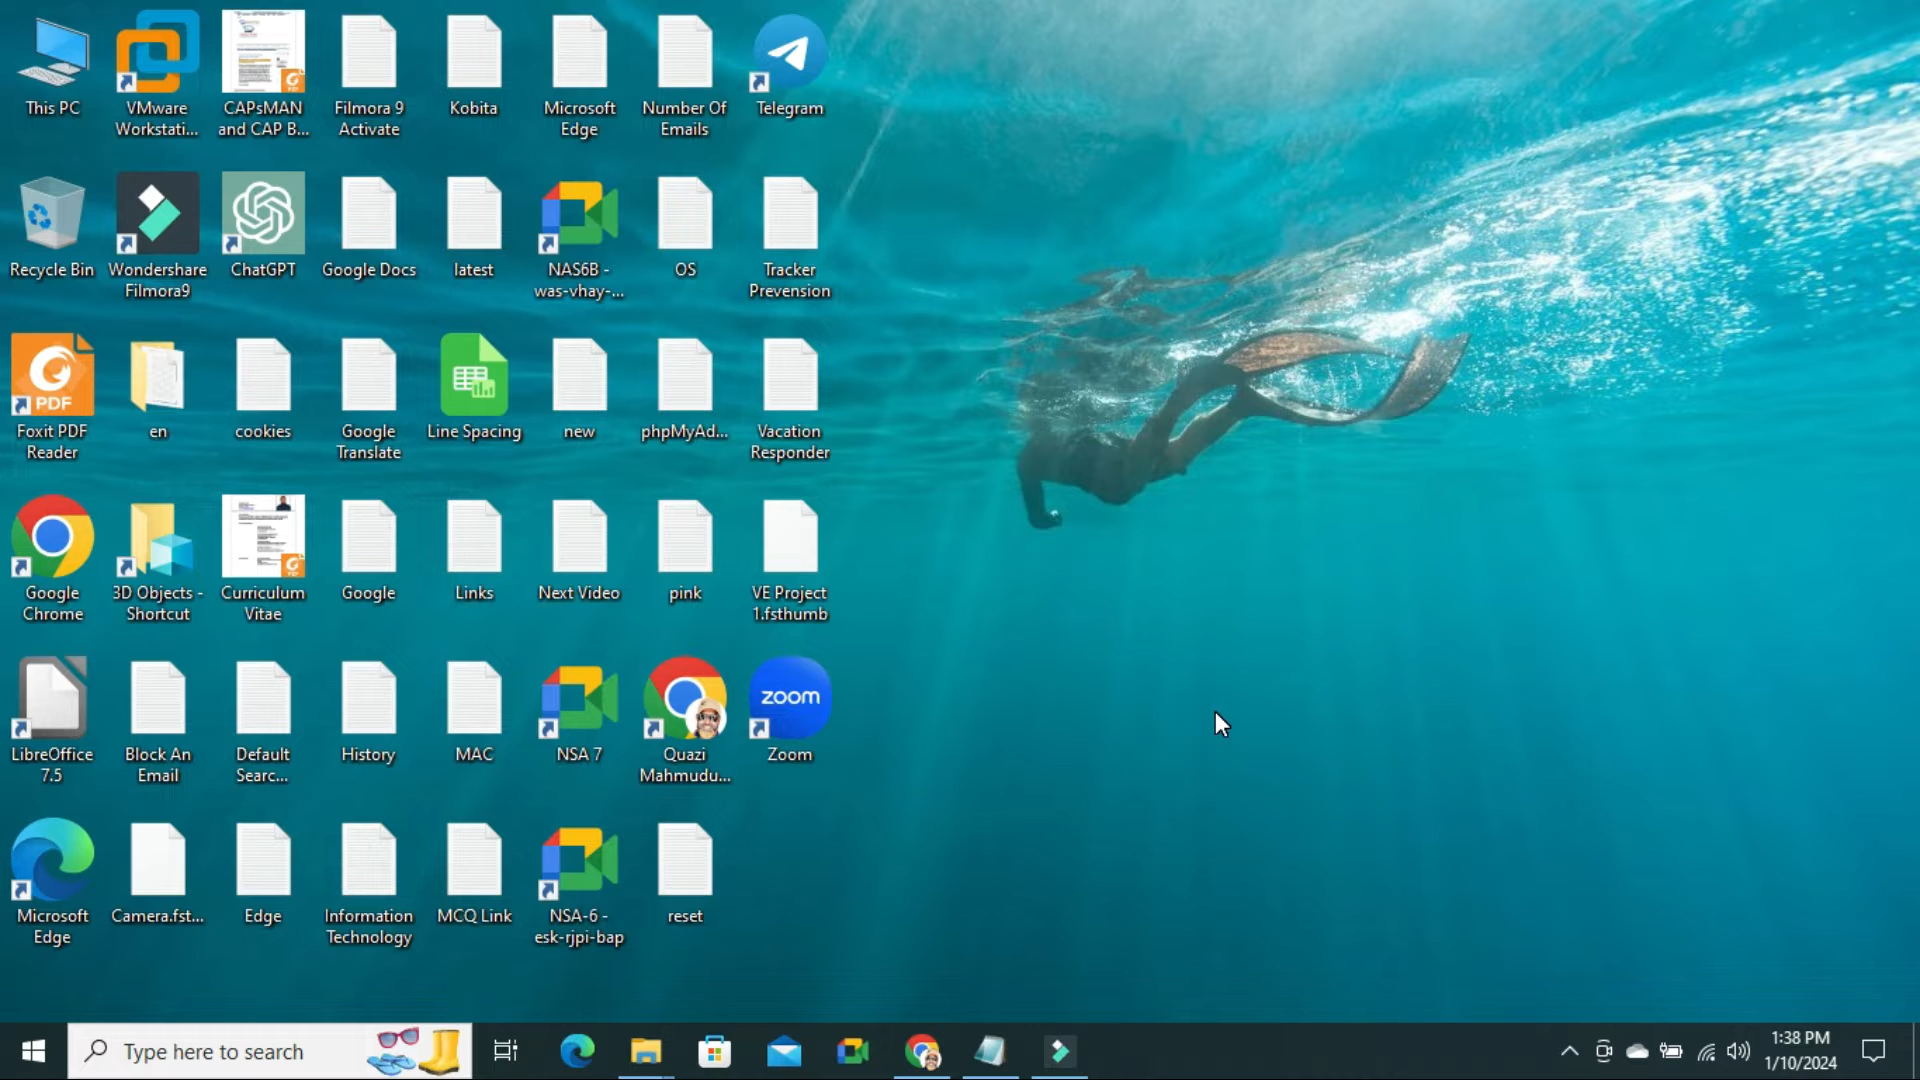 This PC
VMware
Workstati...
CAPsMAN
and CAP B...
Filmora 9
Activate
Kobita
Microsoft
Edge
Number Of
Emails
Telegram
Recycle Bin
Wondershare
Filmora9
ChatGPT
Google Docs
latest
NAS6B -
was-vhay-...
OS
Tracker
Prevension
PDF
Foxit PDF
Reader
en
cookies
Google
Translate
Line Spacing
new
phpMyAd...
Vacation
Responder
Google
Chrome
3D Objects -
Shortcut
PDF
Curriculum
Vitae
Google
Links
Next Video
pink
VE Project
1.fsthumb
LibreOffice
7.5
Block An
Email
Default
Searc...
History
MAC
NSA 7
Quazi
Mahmudu...
zoom
Zoom
Microsoft
Edge
Camera.fst...
Edge
Information
Technology
MCQ Link
NSA-6 -
esk-rjpi-bap
reset
Type here to search
1:38 PM
1/10/2024